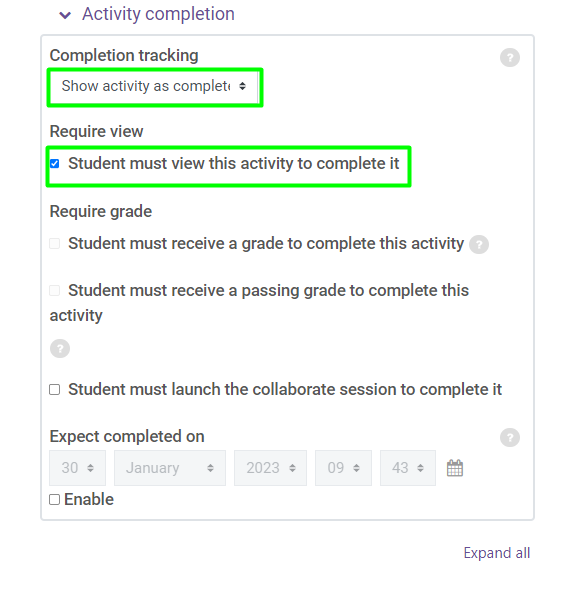 Activity completion
Completion tracking
?
Show activity as complete
Require view
Student must view this activity to complete it
Require grade
Student must receive a grade to complete this activity ?
Student must receive a passing grade to complete this
activity
?
Student must launch the collaborate session to complete it
Expect completed on
?
30 January 2023 09 43
Enable
Expand all